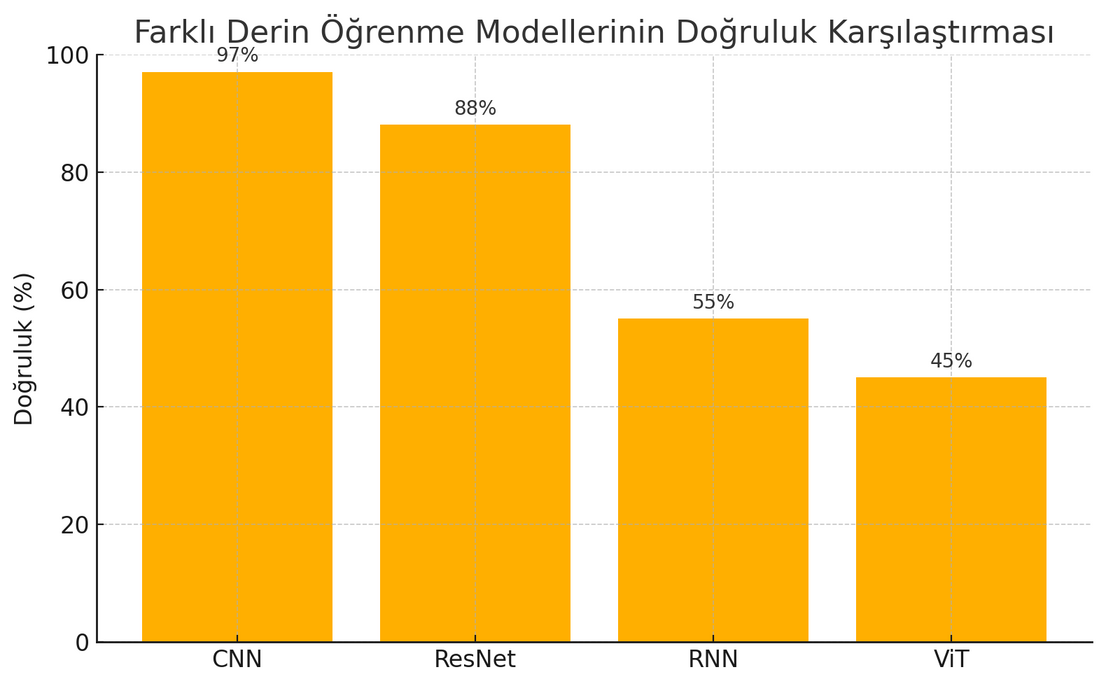 Farklı Derin Öğrenme Modellerinin Doğruluk Karşılaştırması
100
97%
88%
80
60
55%
45%
40
20
0
Doğruluk (%)
CNN
ResNet
RNN
ViT